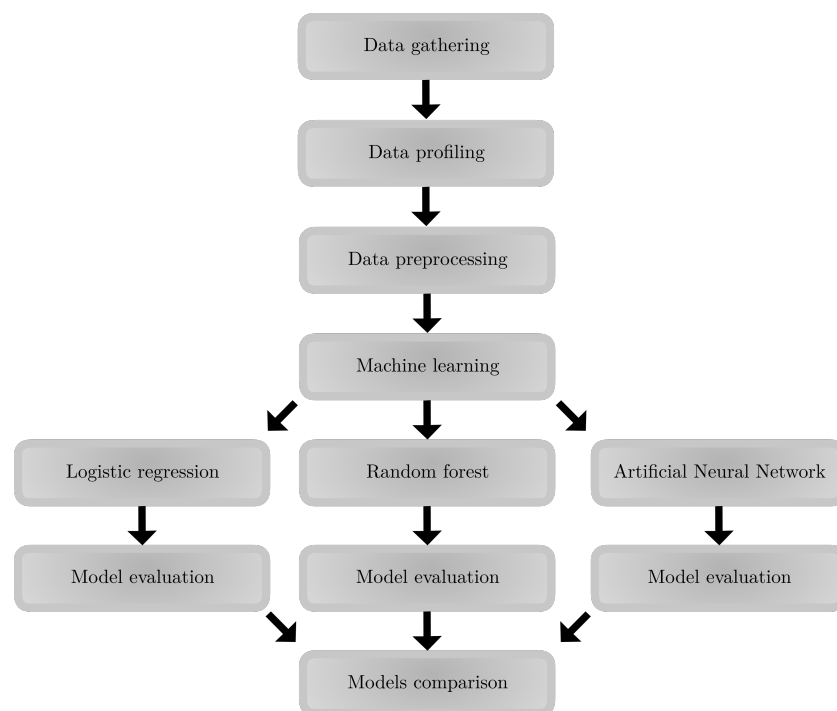 Data gathering
Data profiling
Data preprocessing
Machine learning
Logistic regression
Random forest
Artificial Neural Network
Model evaluation
Model evaluation
Model evaluation
Models comparison